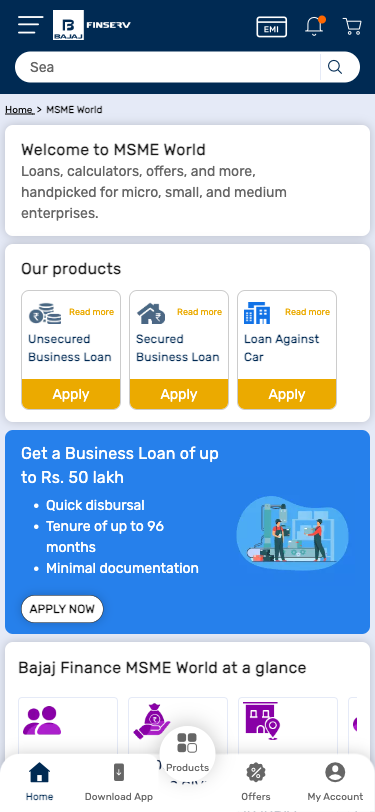 BAJAJ FINSERV
EMI
Sea
Home > MSME World
Welcome to MSME World
Loans, calculators, offers, and more,
handpicked for micro, small, and medium
enterprises.
Our products
Read more
Unsecured
Business Loan
Apply
Read more
Secured
Business Loan
Apply
Read more
Loan Against
Car
Apply
Get a Business Loan of up
to Rs. 50 lakh
• Quick disbursal
• Tenure of up to 96
months
• Minimal documentation
APPLY NOW
Bajaj Finance MSME World at a glance
Home
Download App
Products
Offers
My Account